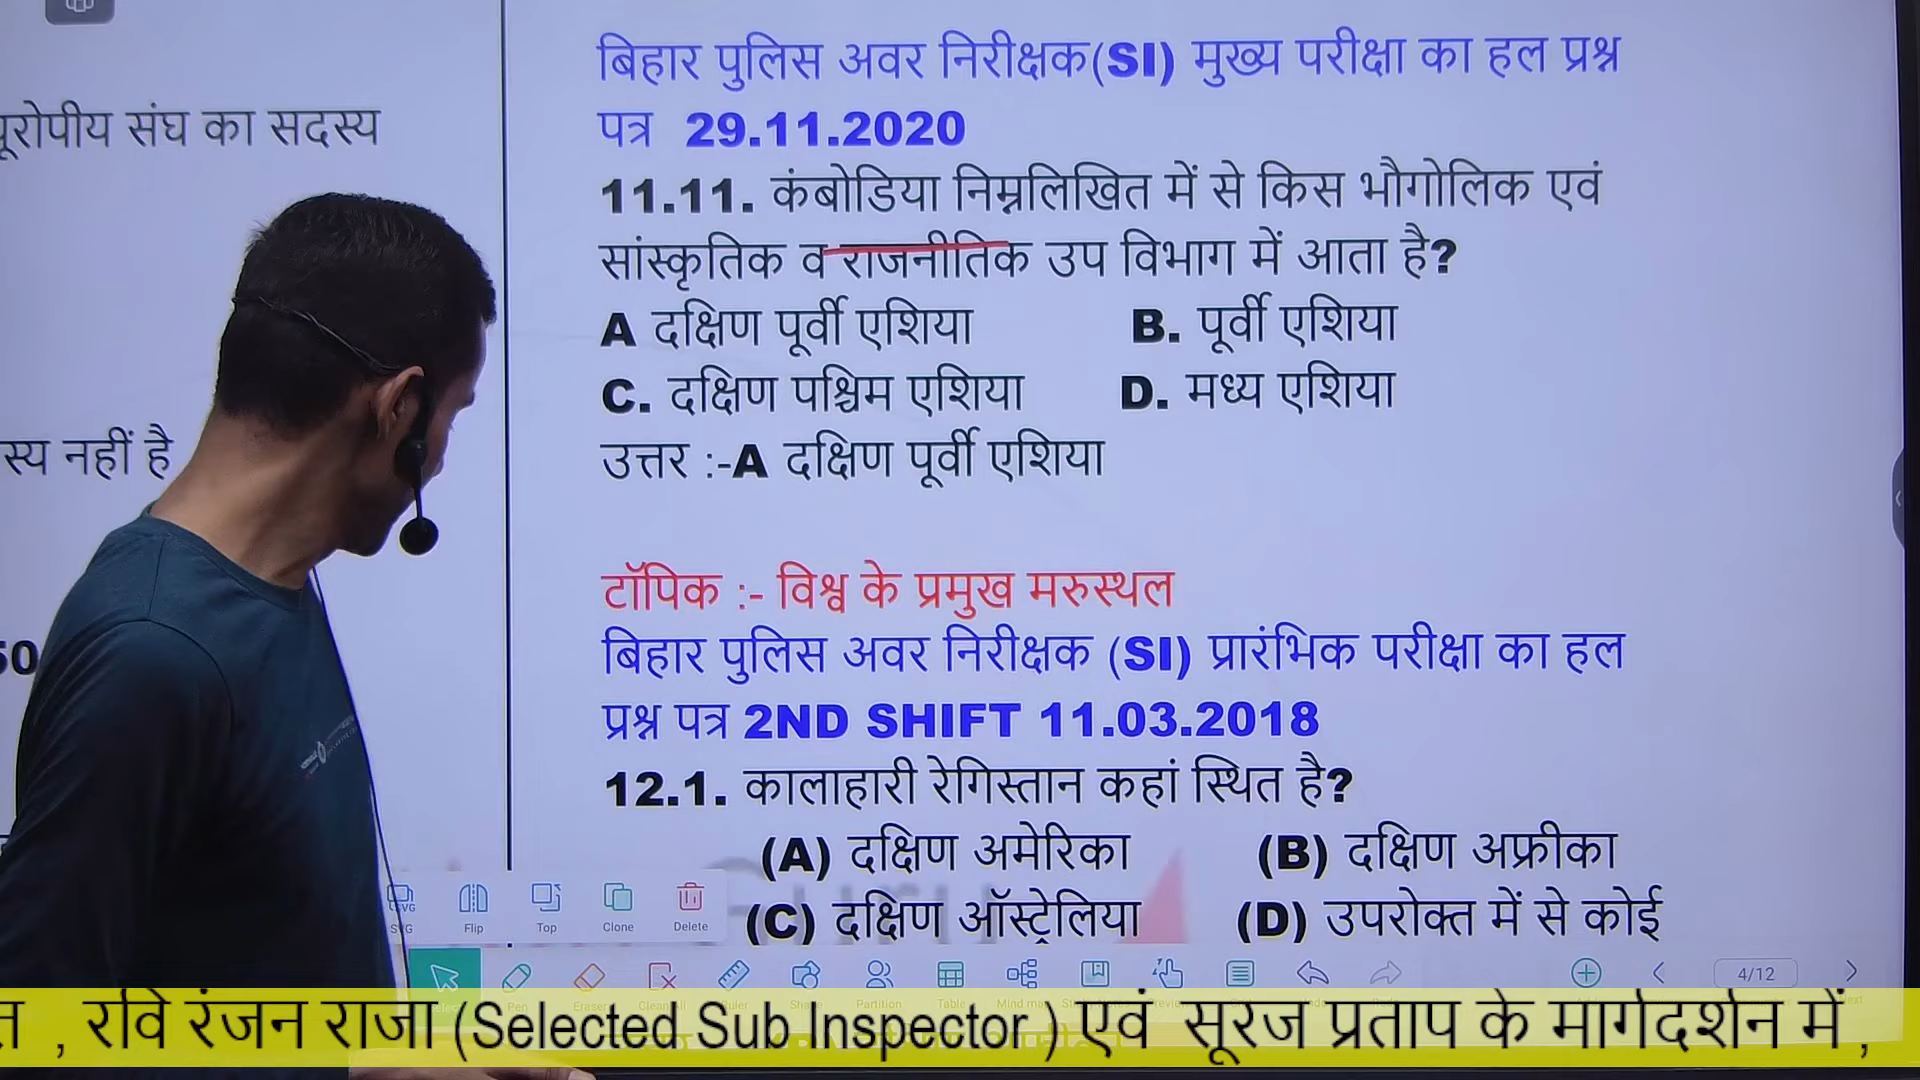 यूरोपीय संघ का सदस्य
स्य नहीं है
50
बिहार पुलिस अवर निरीक्षक(SI) मुख्य परीक्षा का हल प्रश्न
पत्र 29.11.2020
11.11. कंबोडिया निम्नलिखित में से किस भौगोलिक एवं
सांस्कृतिक व राजनीतिक उप विभाग में आता है?
A दक्षिण पूर्वी एशिया B. पूर्वी एशिया
C. दक्षिण पश्चिम एशिया D. मध्य एशिया
उत्तर :-A दक्षिण पूर्वी एशिया
टॉपिक :- विश्व के प्रमुख मरुस्थल
बिहार पुलिस अवर निरीक्षक (SI) प्रारंभिक परीक्षा का हल
प्रश्न पत्र 2ND SHIFT 11.03.2018
12.1. कालाहारी रेगिस्तान कहां स्थित है?
(A) दक्षिण अमेरिका (B) दक्षिण अफ्रीका
(C) दक्षिण ऑस्ट्रेलिया (D) उपरोक्त में से कोई
SVG Flip Top Clone Delete
4/12
, रवि रंजन राजा (Selected Sub Inspector ) एवं सूरज प्रताप के मार्गदर्शन में ,